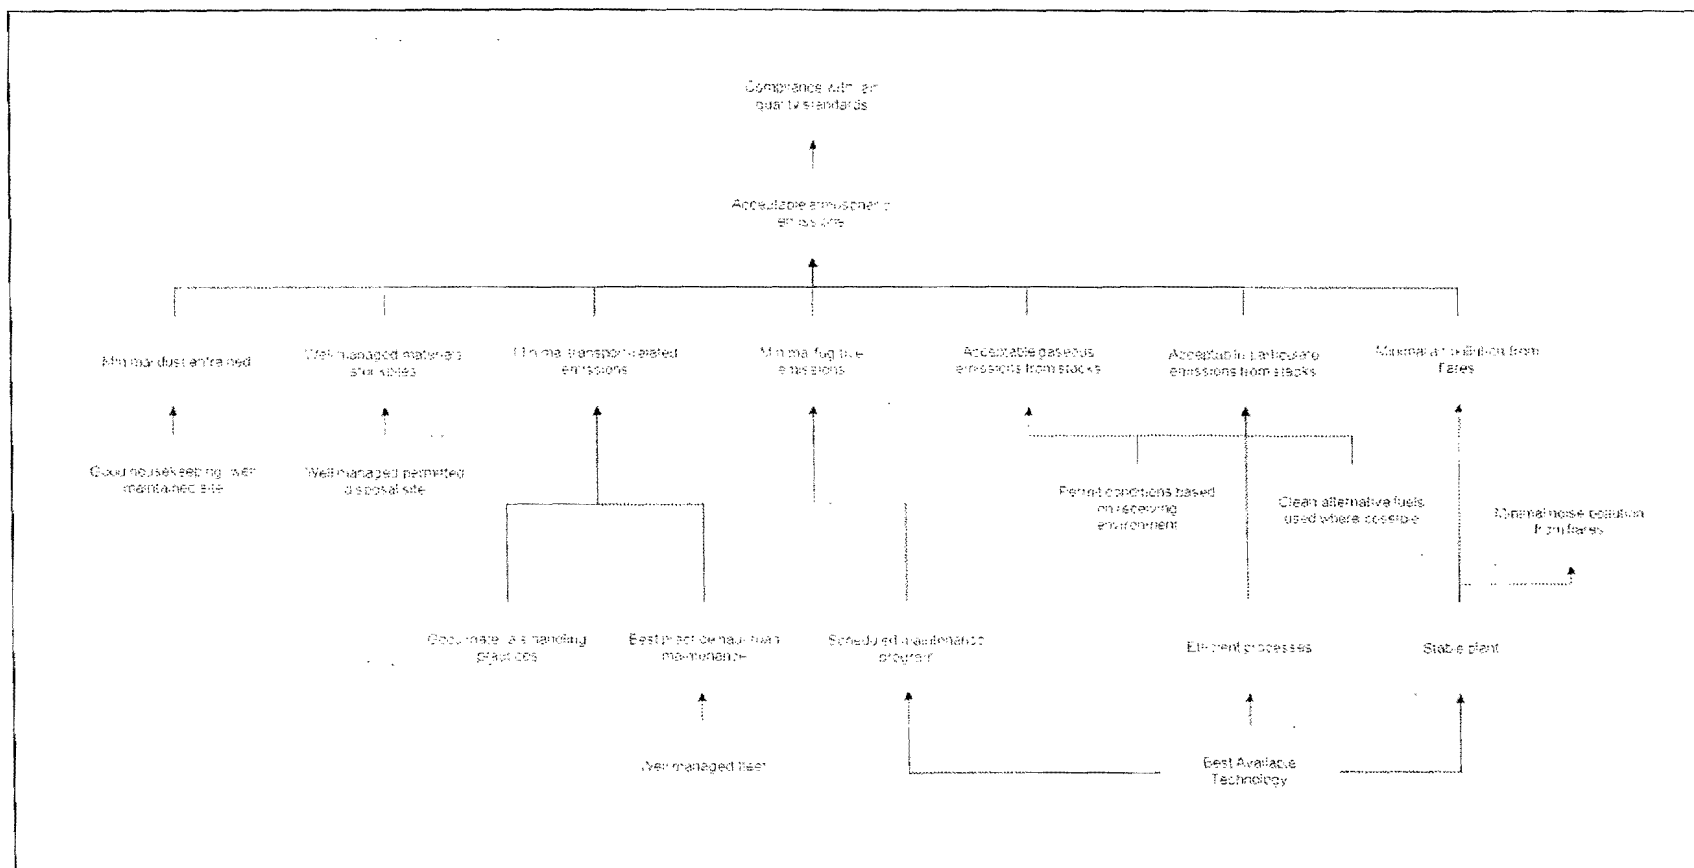 Compliance with air
quality standards
Acceptable atmospheric
emissions
Minimal dust entrained
Well managed materials
stockpiles
Minimal transport-related
emissions
Minimal fugitive
emissions
Acceptable gaseous
emissions from stacks
Acceptable particulate
emissions from stacks
Minimal air pollution from
flares
Good housekeeping, well
maintained site
Well managed permitted
disposal site
Permit conditions based
on receiving
environment
Clean alternative fuels
used where possible
Minimal noise pollution
from flares
Good materials handling
practices
Best practice
maintenance
Scheduled maintenance
program
Efficient processes
Stable plant
Well managed fleet
Best Available
Technology